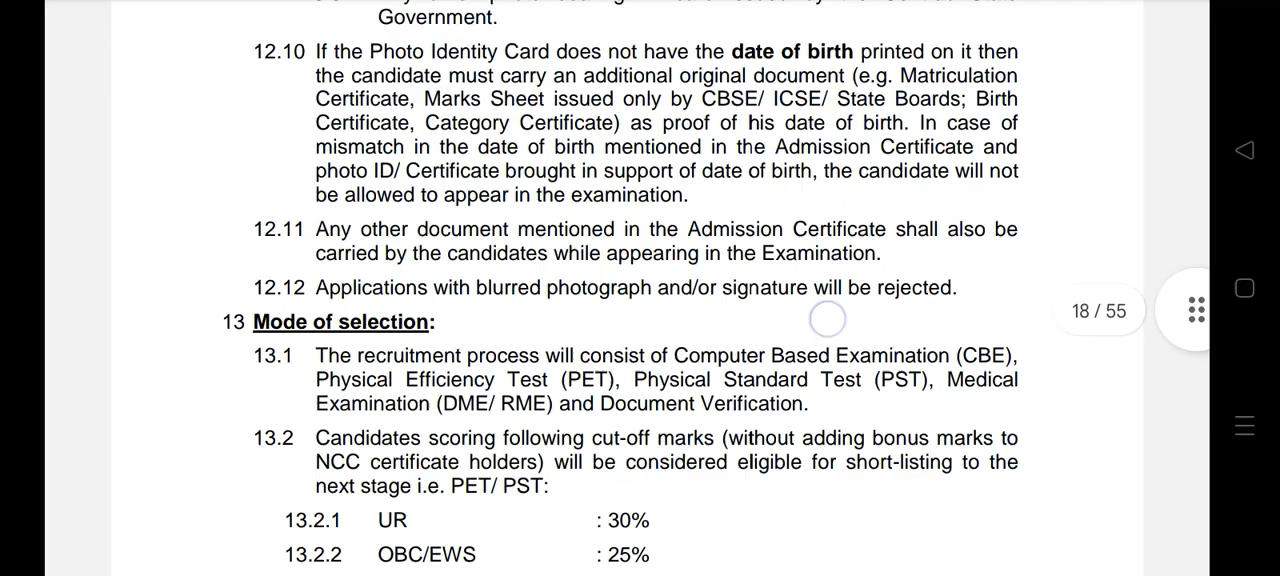 Government.
12.10 If the Photo Identity Card does not have the date of birth printed on it then
the candidate must carry an additional original document (e.g. Matriculation
Certificate, Marks Sheet issued only by CBSE/ ICSE/ State Boards; Birth
Certificate, Category Certificate) as proof of his date of birth. In case of
mismatch in the date of birth mentioned in the Admission Certificate and
photo ID/ Certificate brought in support of date of birth, the candidate will not
be allowed to appear in the examination.
12.11 Any other document mentioned in the Admission Certificate shall also be
carried by the candidates while appearing in the Examination.
12.12 Applications with blurred photograph and/or signature will be rejected.
18 / 55
13 Mode of selection:
13.1 The recruitment process will consist of Computer Based Examination (CBE),
Physical Efficiency Test (PET), Physical Standard Test (PST), Medical
Examination (DME/ RME) and Document Verification.
13.2 Candidates scoring following cut-off marks (without adding bonus marks to
NCC certificate holders) will be considered eligible for short-listing to the
next stage i.e. PET/ PST:
13.2.1 UR : 30%
13.2.2 OBC/EWS : 25%